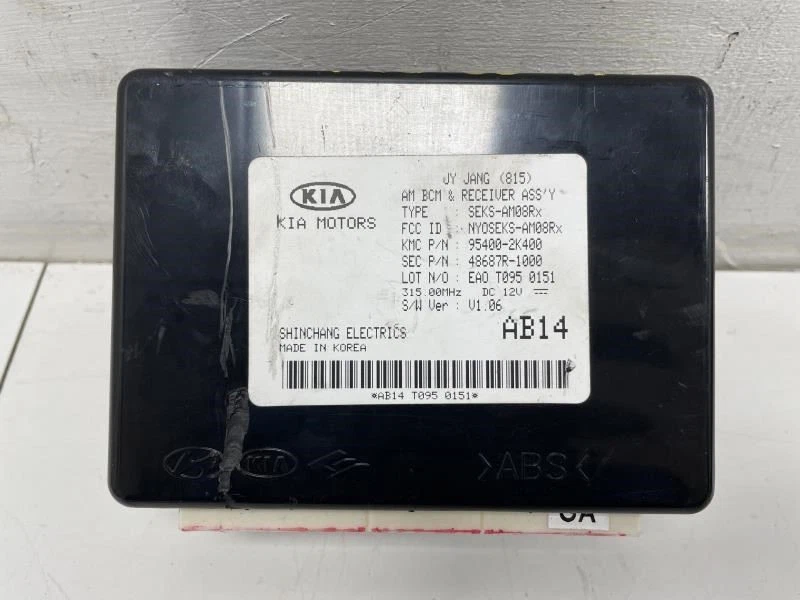 JY JANG (815)
KIA
KIA MOTORS
AM BCM & RECEIVER ASS'Y
TYPE : SEKS-AM08Rx
FCC ID : NYOSEKS-AM08Rx
KMC P/N : 95400-2K400
SEC P/N : 48687R-1000
LOT N/O : EAO T095 0151
315.00MHz DC 12V
S/W Ver : V1.06
SHINCHANG ELECTRICS
AB14
MADE IN KOREA
*AB14 T095 0151*
KIA
>ABS<